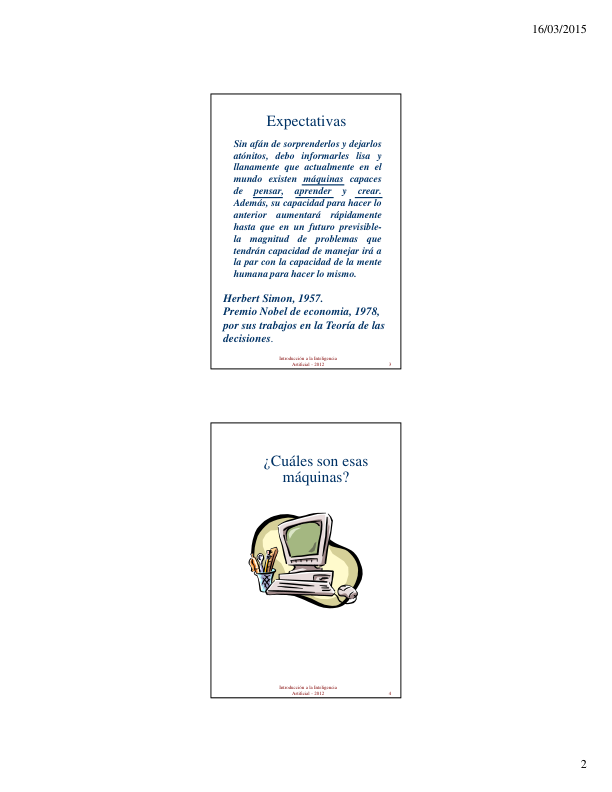 16/03/2015
Expectativas
Sin afán de sorprenderlos y dejarlos
atónitos, debo informarles lisa y
llanamente que actualmente en el
mundo existen máquinas capaces
de pensar, aprender y crear.
Además, su capacidad para hacer lo
anterior aumentará rápidamente
hasta que en un futuro previsible-
la magnitud de problemas que
tendrán capacidad de manejar irá a
la par con la capacidad de la mente
humana para hacer lo mismo.
Herbert Simon, 1957.
Premio Nobel de economia, 1978,
por sus trabajos en la Teoría de las
decisiones.
Introducción a la Inteligencia
Artificial - 2012
3
¿Cuáles son esas
máquinas?
Introducción a la Inteligencia
Artificial - 2012
4
2